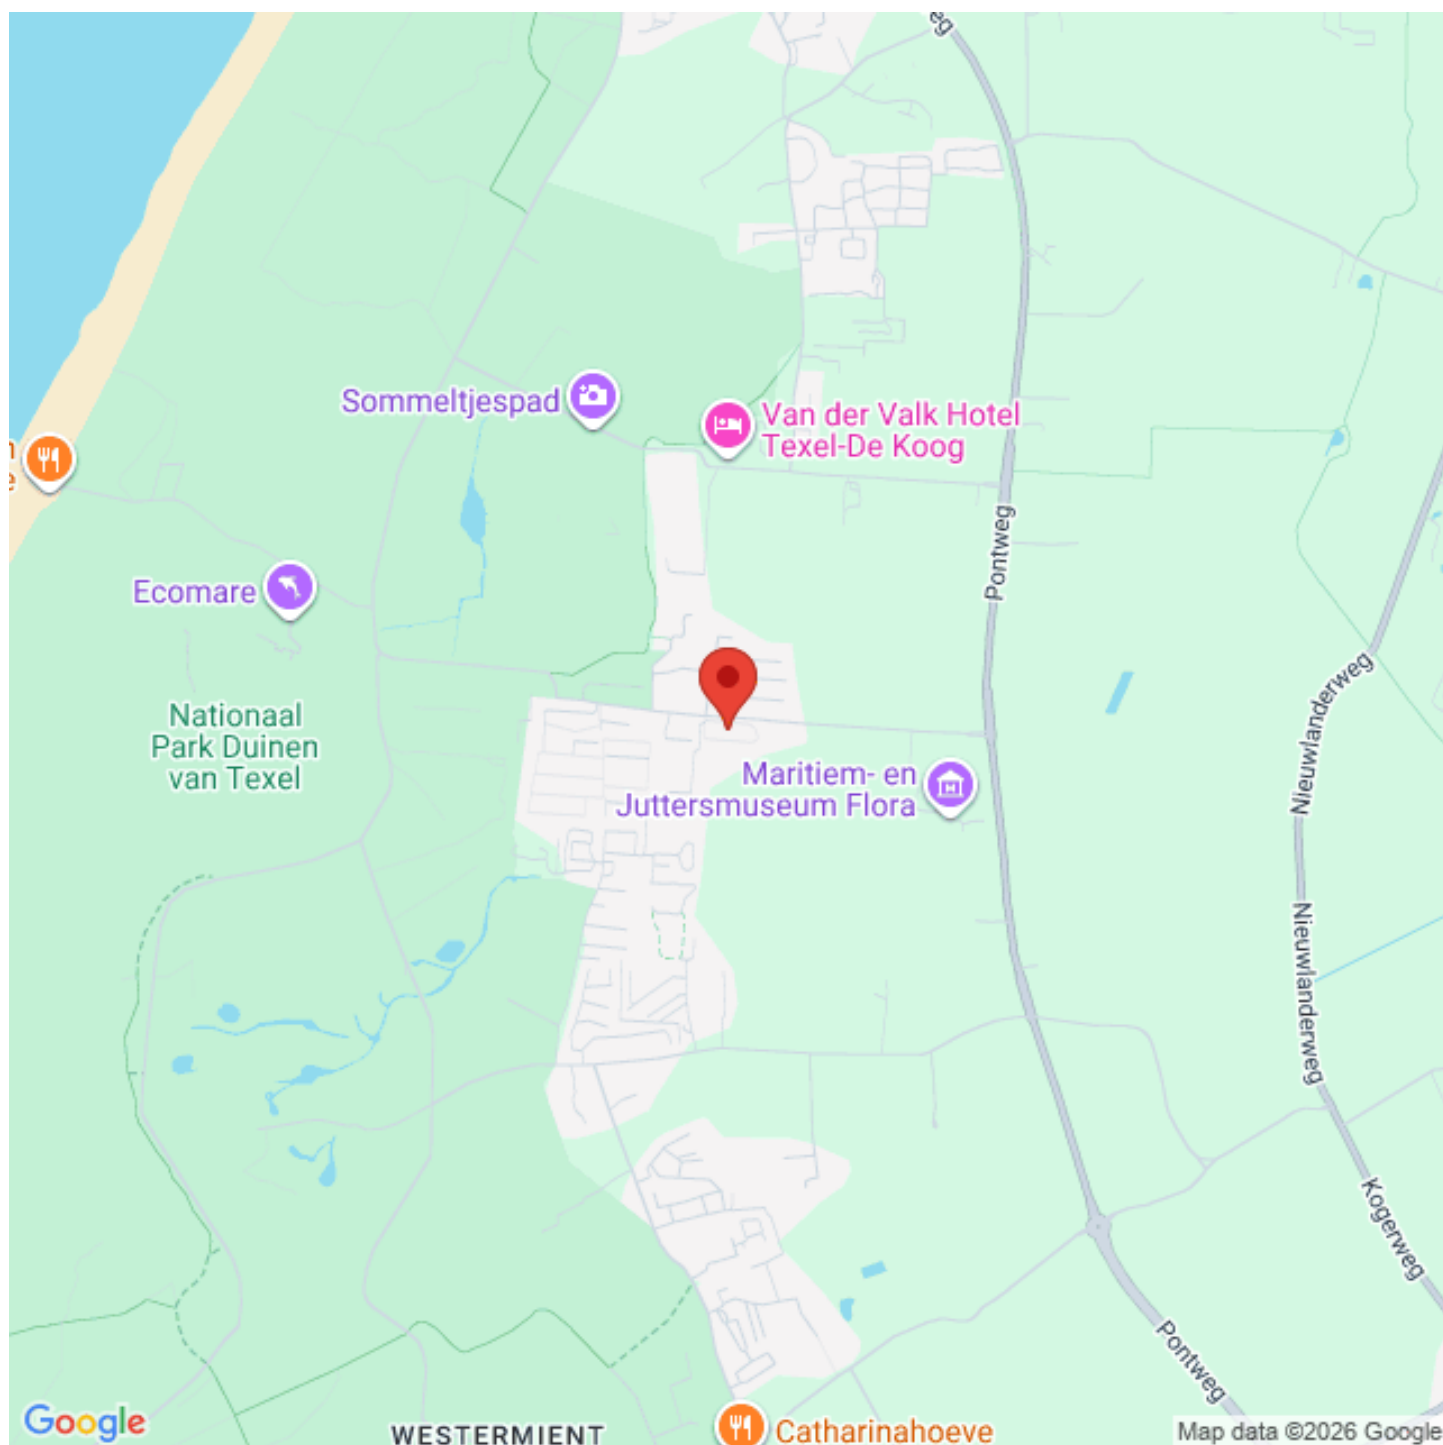 eg
Sommeltjespad
Van der Valk Hotel
Texel-De Koog
n
e
Pontweg
Ecomare
Nieuwlanderweg
Nationaal
Park Duinen
van Texel
Maritiem- en
Juttersmuseum Flora
Nieuwlanderweg
Kogerweg
Pontweg
Google
WESTERMIENT
Catharinahoeve
Map data ©2026 Google